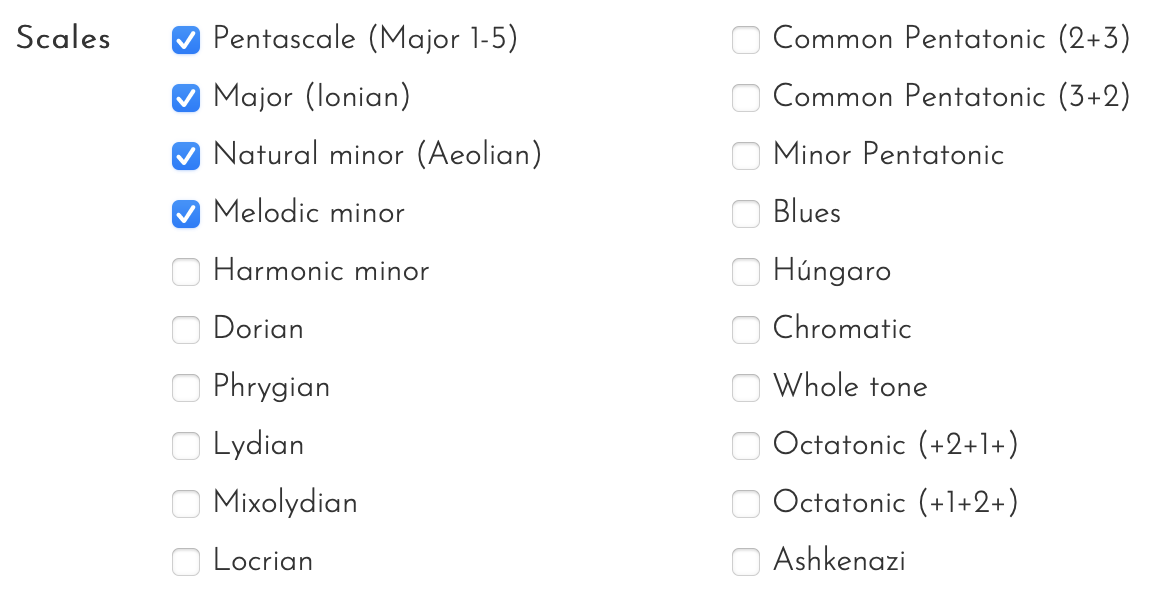 Scales
Pentascale (Major 1-5)
Major (Ionian)
Natural minor (Aeolian)
Melodic minor
Harmonic minor
Dorian
Phrygian
Lydian
Mixolydian
Locrian
Common Pentatonic (2+3)
Common Pentatonic (3+2)
Minor Pentatonic
Blues
Húngaro
Chromatic
Whole tone
Octatonic (+2+1+)
Octatonic (+1+2+)
Ashkenazi